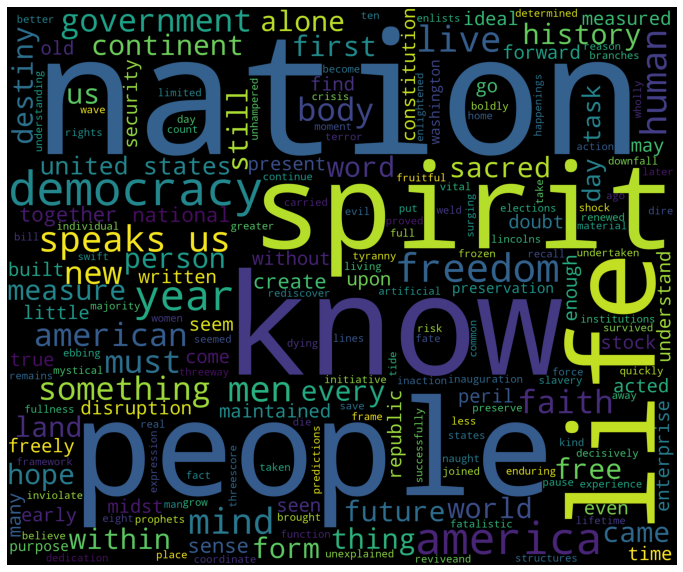 better
government
alone
ten
enlists
ideal
determined
measured
reason
branches
old
continent
first
live
history
forward
destiny
understanding
us
wave
rights
security
limited
become
crisis
day
count
moment
terror
unhampered
find
body
still
constitution
enlightened
washington
go
boldly
home
happenings
action
wholly
human
task
nation
united states
present
word
sacred
day
may
downfall
later
democracy
continue
fruitful
vital
take
ago
together
national
individual
greater
carried
evil
put
weld
surging
elections
renewed
shock
dire
spirit
bill
swift
proved
full
doubt
lincolns
material
speaks us
person
without
tyranny
frozen
recall
undertaken
new
built
written
create
upon
living
artificial
freedom
preservation
enough
institutions
survived
understand
measure
year
rediscover
little
majority
women
know
life
american
seem
seemed
dying
lines
risk
fate
common
stock
quickly
true
ebbing
mystical
must
come
threeway
tide
remains
something men
every
initiative
inaction
inauguration
slavery
force
acted
away
fullness
disruption
maintained
save
frame
less
states
peril
preserve
faith
kind
decisively
enterprise
land
freely
framework
real
expression
fact
threescore
taken
die
predictions
republic
successfully
naught
joined
enduring
free
pause
experience
hope
inviolate
people
many
early
midst
man
grow
seen
brought
future
world
fatalistic
even
lifetime
came
believe
eight
prophets
mind
function
unexplained
america
time
purpose
place
within
sense
form
thing
dedication
coordinate
reviveand
structures